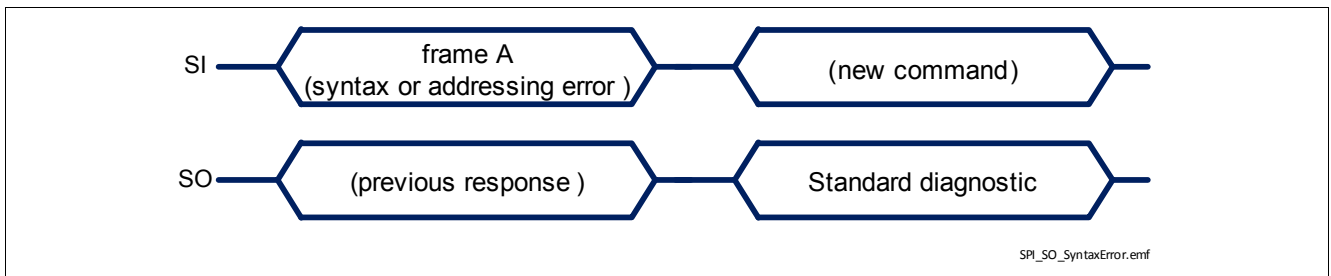 SI
frame A
(syntax or addressing error )
(new command)
SO
(previous response )
Standard diagnostic
SPI_SO_SyntaxError.emf